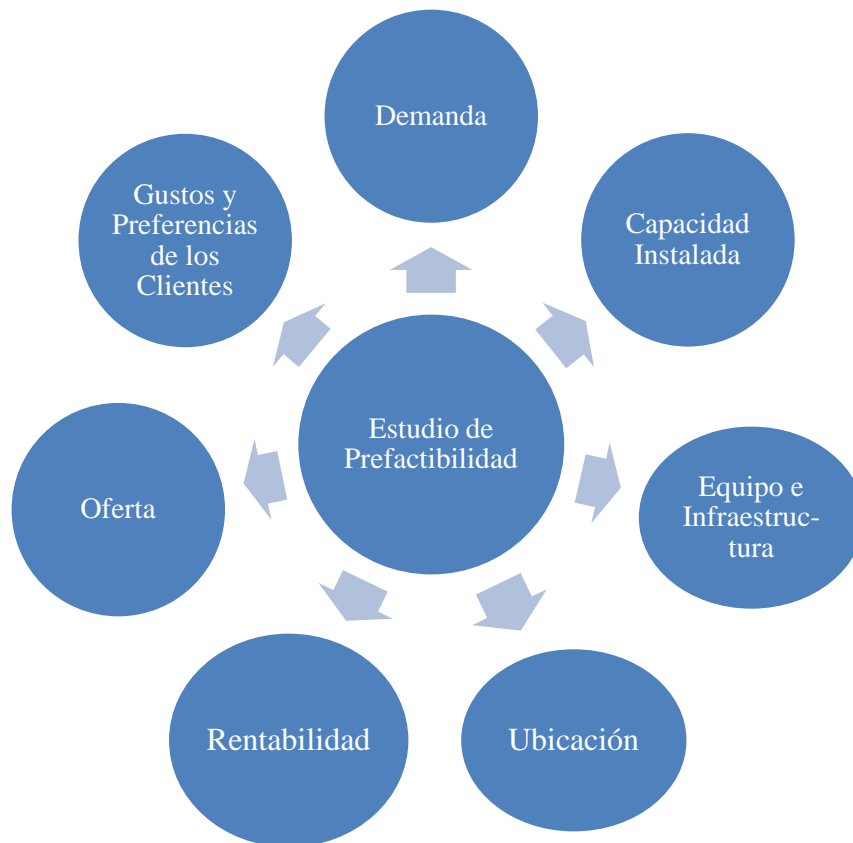 Demanda
Gustos y
Preferencias
de los
Clientes
Capacidad
Instalada
Estudio de
Prefactibilidad
Oferta
Equipo e
Infraestruc-
tura
Rentabilidad
Ubicación